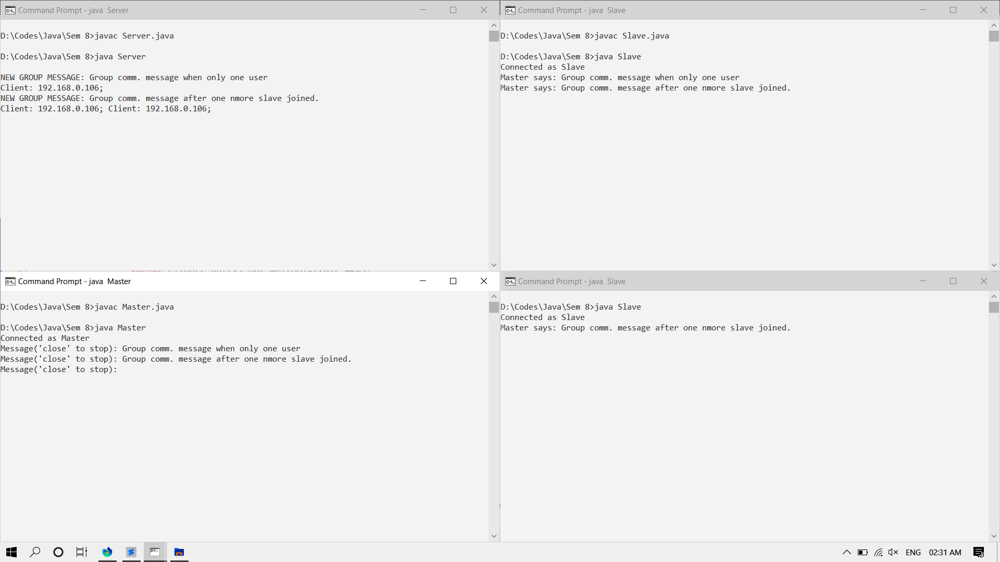 Command Prompt - java  Server
D:\Codes\Java\Sem 8>javac Server.java
D:\Codes\Java\Sem 8>java Server
NEW GROUP MESSAGE: Group comm. message when only one user
Client: 192.168.0.106;
NEW GROUP MESSAGE: Group comm. message after one nmore slave joined.
Client: 192.168.0.106; Client: 192.168.0.106;
Command Prompt - java  Slave
D:\Codes\Java\Sem 8>javac Slave.java
D:\Codes\Java\Sem 8>java Slave
Connected as Slave
Master says: Group comm. message when only one user
Master says: Group comm. message after one nmore slave joined.
Command Prompt - java  Master
D:\Codes\Java\Sem 8>javac Master.java
D:\Codes\Java\Sem 8>java Master
Connected as Master
Message('close' to stop): Group comm. message when only one user
Message('close' to stop): Group comm. message after one nmore slave joined.
Message('close' to stop):
Command Prompt - java  Slave
D:\Codes\Java\Sem 8>java Slave
Connected as Slave
Master says: Group comm. message after one nmore slave joined.
ENG 02:31 AM